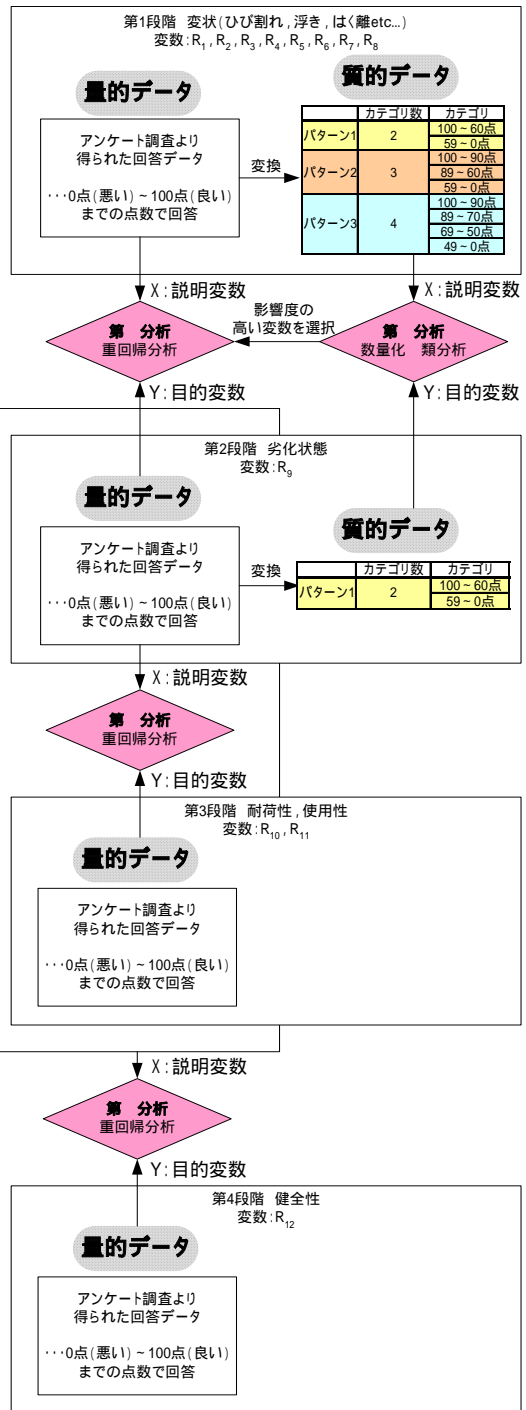 第1段階 変状(ひび割れ,浮き,はく離etc...)
変数:R1,R2,R3,R4,R5,R6,R7,R8
量的データ
アンケート調査より
得られた回答データ
・・・0点(悪い)~100点(良い)
までの点数で回答
変換
質的データ
カテゴリ数 カテゴリ
パターン1 2 100~60点
59~0点
パターン2 3 100~90点
89~60点
59~0点
パターン3 4 100~90点
89~70点
69~50点
49~0点
X:説明変数
X:説明変数
第 分析
重回帰分析
影響度の
高い変数を選択
第 分析
数量化 類分析
Y:目的変数
Y:目的変数
第2段階 劣化状態
変数:R9
量的データ
アンケート調査より
得られた回答データ
・・・0点(悪い)~100点(良い)
までの点数で回答
変換
質的データ
カテゴリ数 カテゴリ
パターン1 2 100~60点
59~0点
X:説明変数
第 分析
重回帰分析
Y:目的変数
第3段階 耐荷性,使用性
変数:R10,R11
量的データ
アンケート調査より
得られた回答データ
・・・0点(悪い)~100点(良い)
までの点数で回答
X:説明変数
第 分析
重回帰分析
Y:目的変数
第4段階 健全性
変数:R12
量的データ
アンケート調査より
得られた回答データ
・・・0点(悪い)~100点(良い)
までの点数で回答